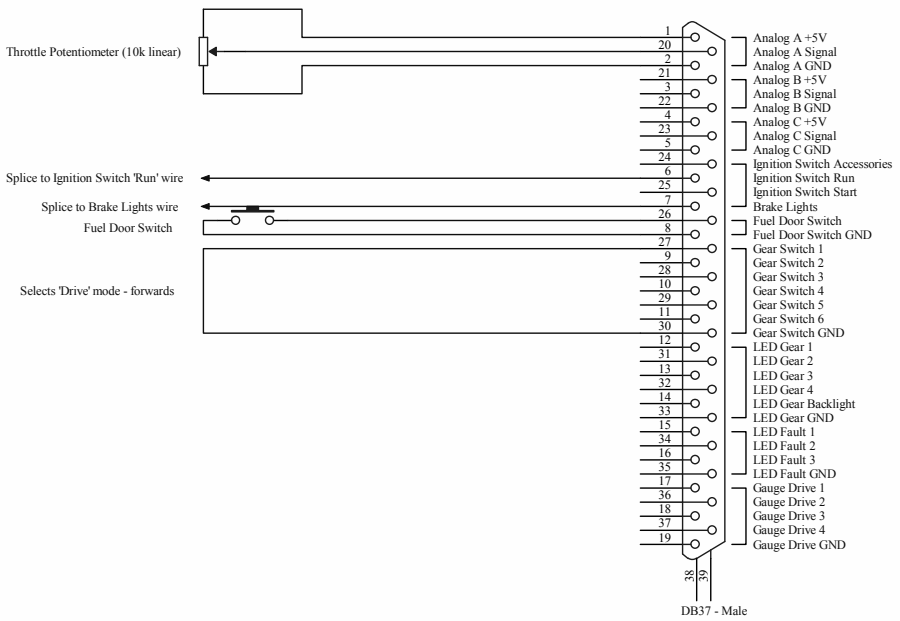 1
Analog A +5V
Throttle Potentiometer (10k linear)
20
Analog A Signal
2
Analog A GND
21
Analog B +5V
3
Analog B Signal
22
Analog B GND
4
Analog C +5V
23
Analog C Signal
5
Analog C GND
24
Ignition Switch Accessories
Splice to Ignition Switch 'Run' wire
6
Ignition Switch Run
25
Ignition Switch Start
Splice to Brake Lights wire
7
Brake Lights
26
Fuel Door Switch
Fuel Door Switch
8
Fuel Door Switch GND
27
Gear Switch 1
9
Gear Switch 2
28
Gear Switch 3
Selects 'Drive' mode - forwards
10
Gear Switch 4
29
Gear Switch 5
11
Gear Switch 6
30
Gear Switch GND
12
LED Gear 1
31
LED Gear 2
13
LED Gear 3
32
LED Gear 4
14
LED Gear Backlight
33
LED Gear GND
15
LED Fault 1
34
LED Fault 2
16
LED Fault 3
35
LED Fault GND
17
Gauge Drive 1
36
Gauge Drive 2
18
Gauge Drive 3
37
Gauge Drive 4
19
Gauge Drive GND
38
39
DB37 - Male